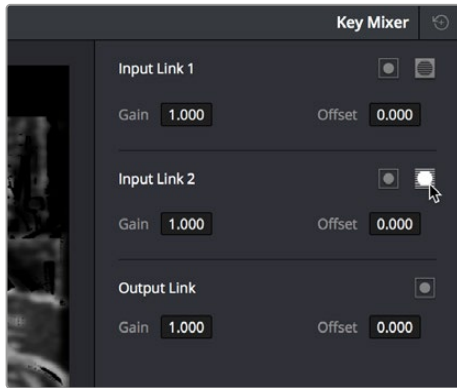 Key Mixer
Input Link 1
Gain 1.000 Offset 0.000
Input Link 2
Gain 1.000 Offset 0.000
Output Link
Gain 1.000 Offset 0.000